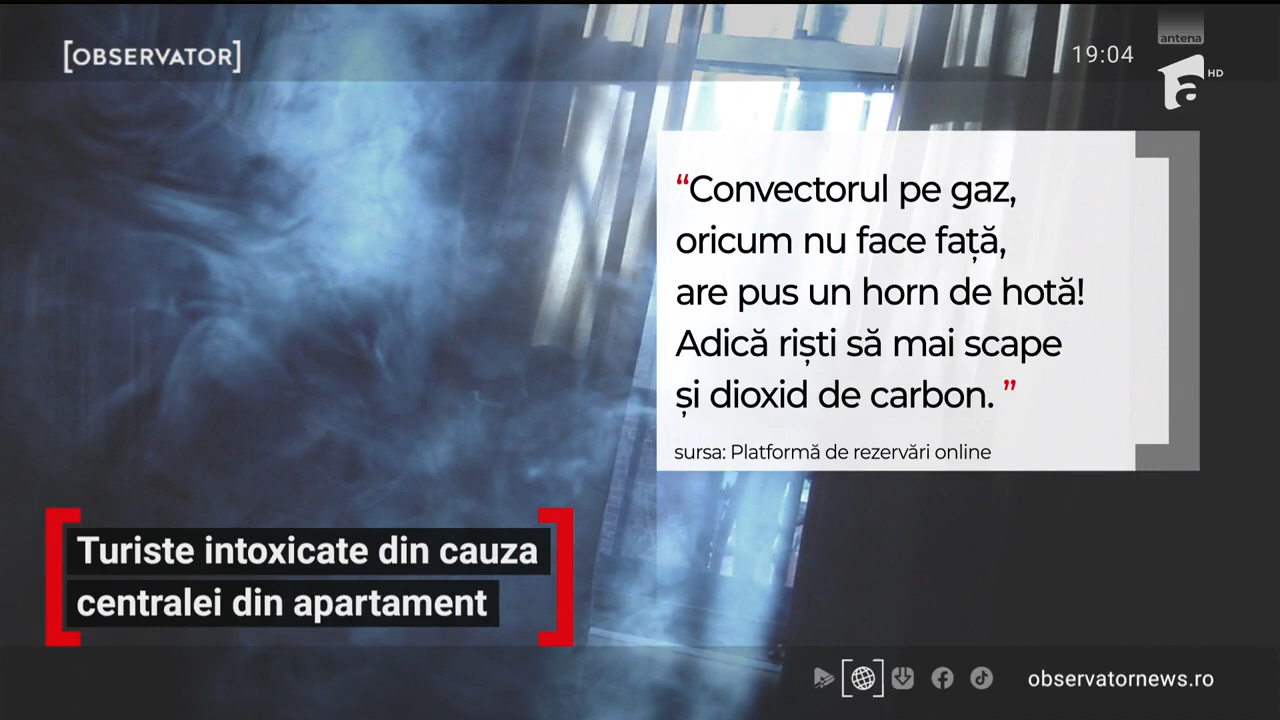 [OBSERVATOR]
19:04
antena
a HD
“Convectorul pe gaz,
oricum nu face față,
are pus un horn de hotă!
Adică riști să mai scape
și dioxid de carbon. ”
sursa: Platformă de rezervări online
Turiste intoxicate din cauza
centralei din apartament
observatornews.ro